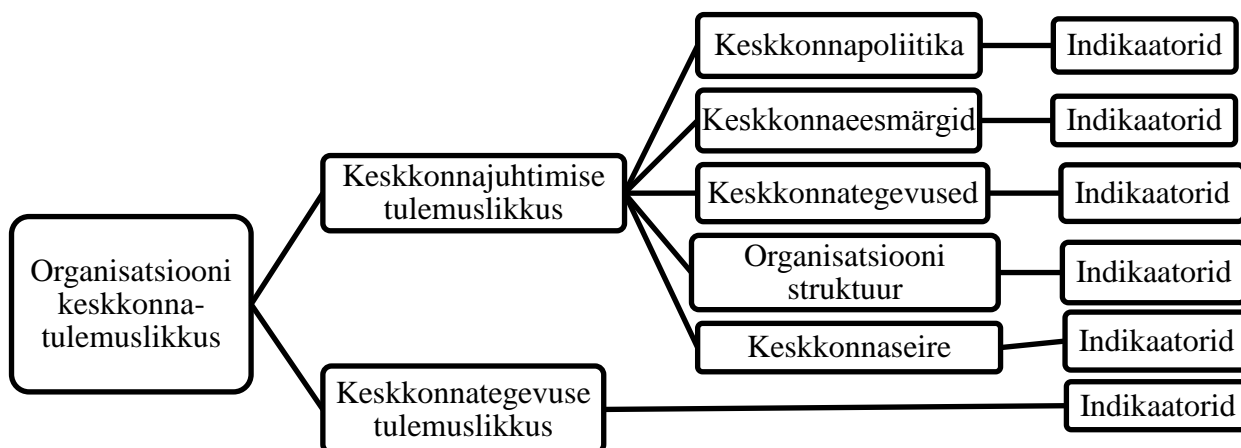 Organisatsiooni
keskkonna-
tulemuslikkus
Keskkonnajuhtimise
tulemuslikkus
Keskkonnapoliitika
Indikaatorid
Keskkonnaeesmärgid
Indikaatorid
Keskkonnategevused
Indikaatorid
Organisatsiooni
struktuur
Indikaatorid
Keskkonnaseire
Indikaatorid
Keskkonnategevuse
tulemuslikkus
Indikaatorid